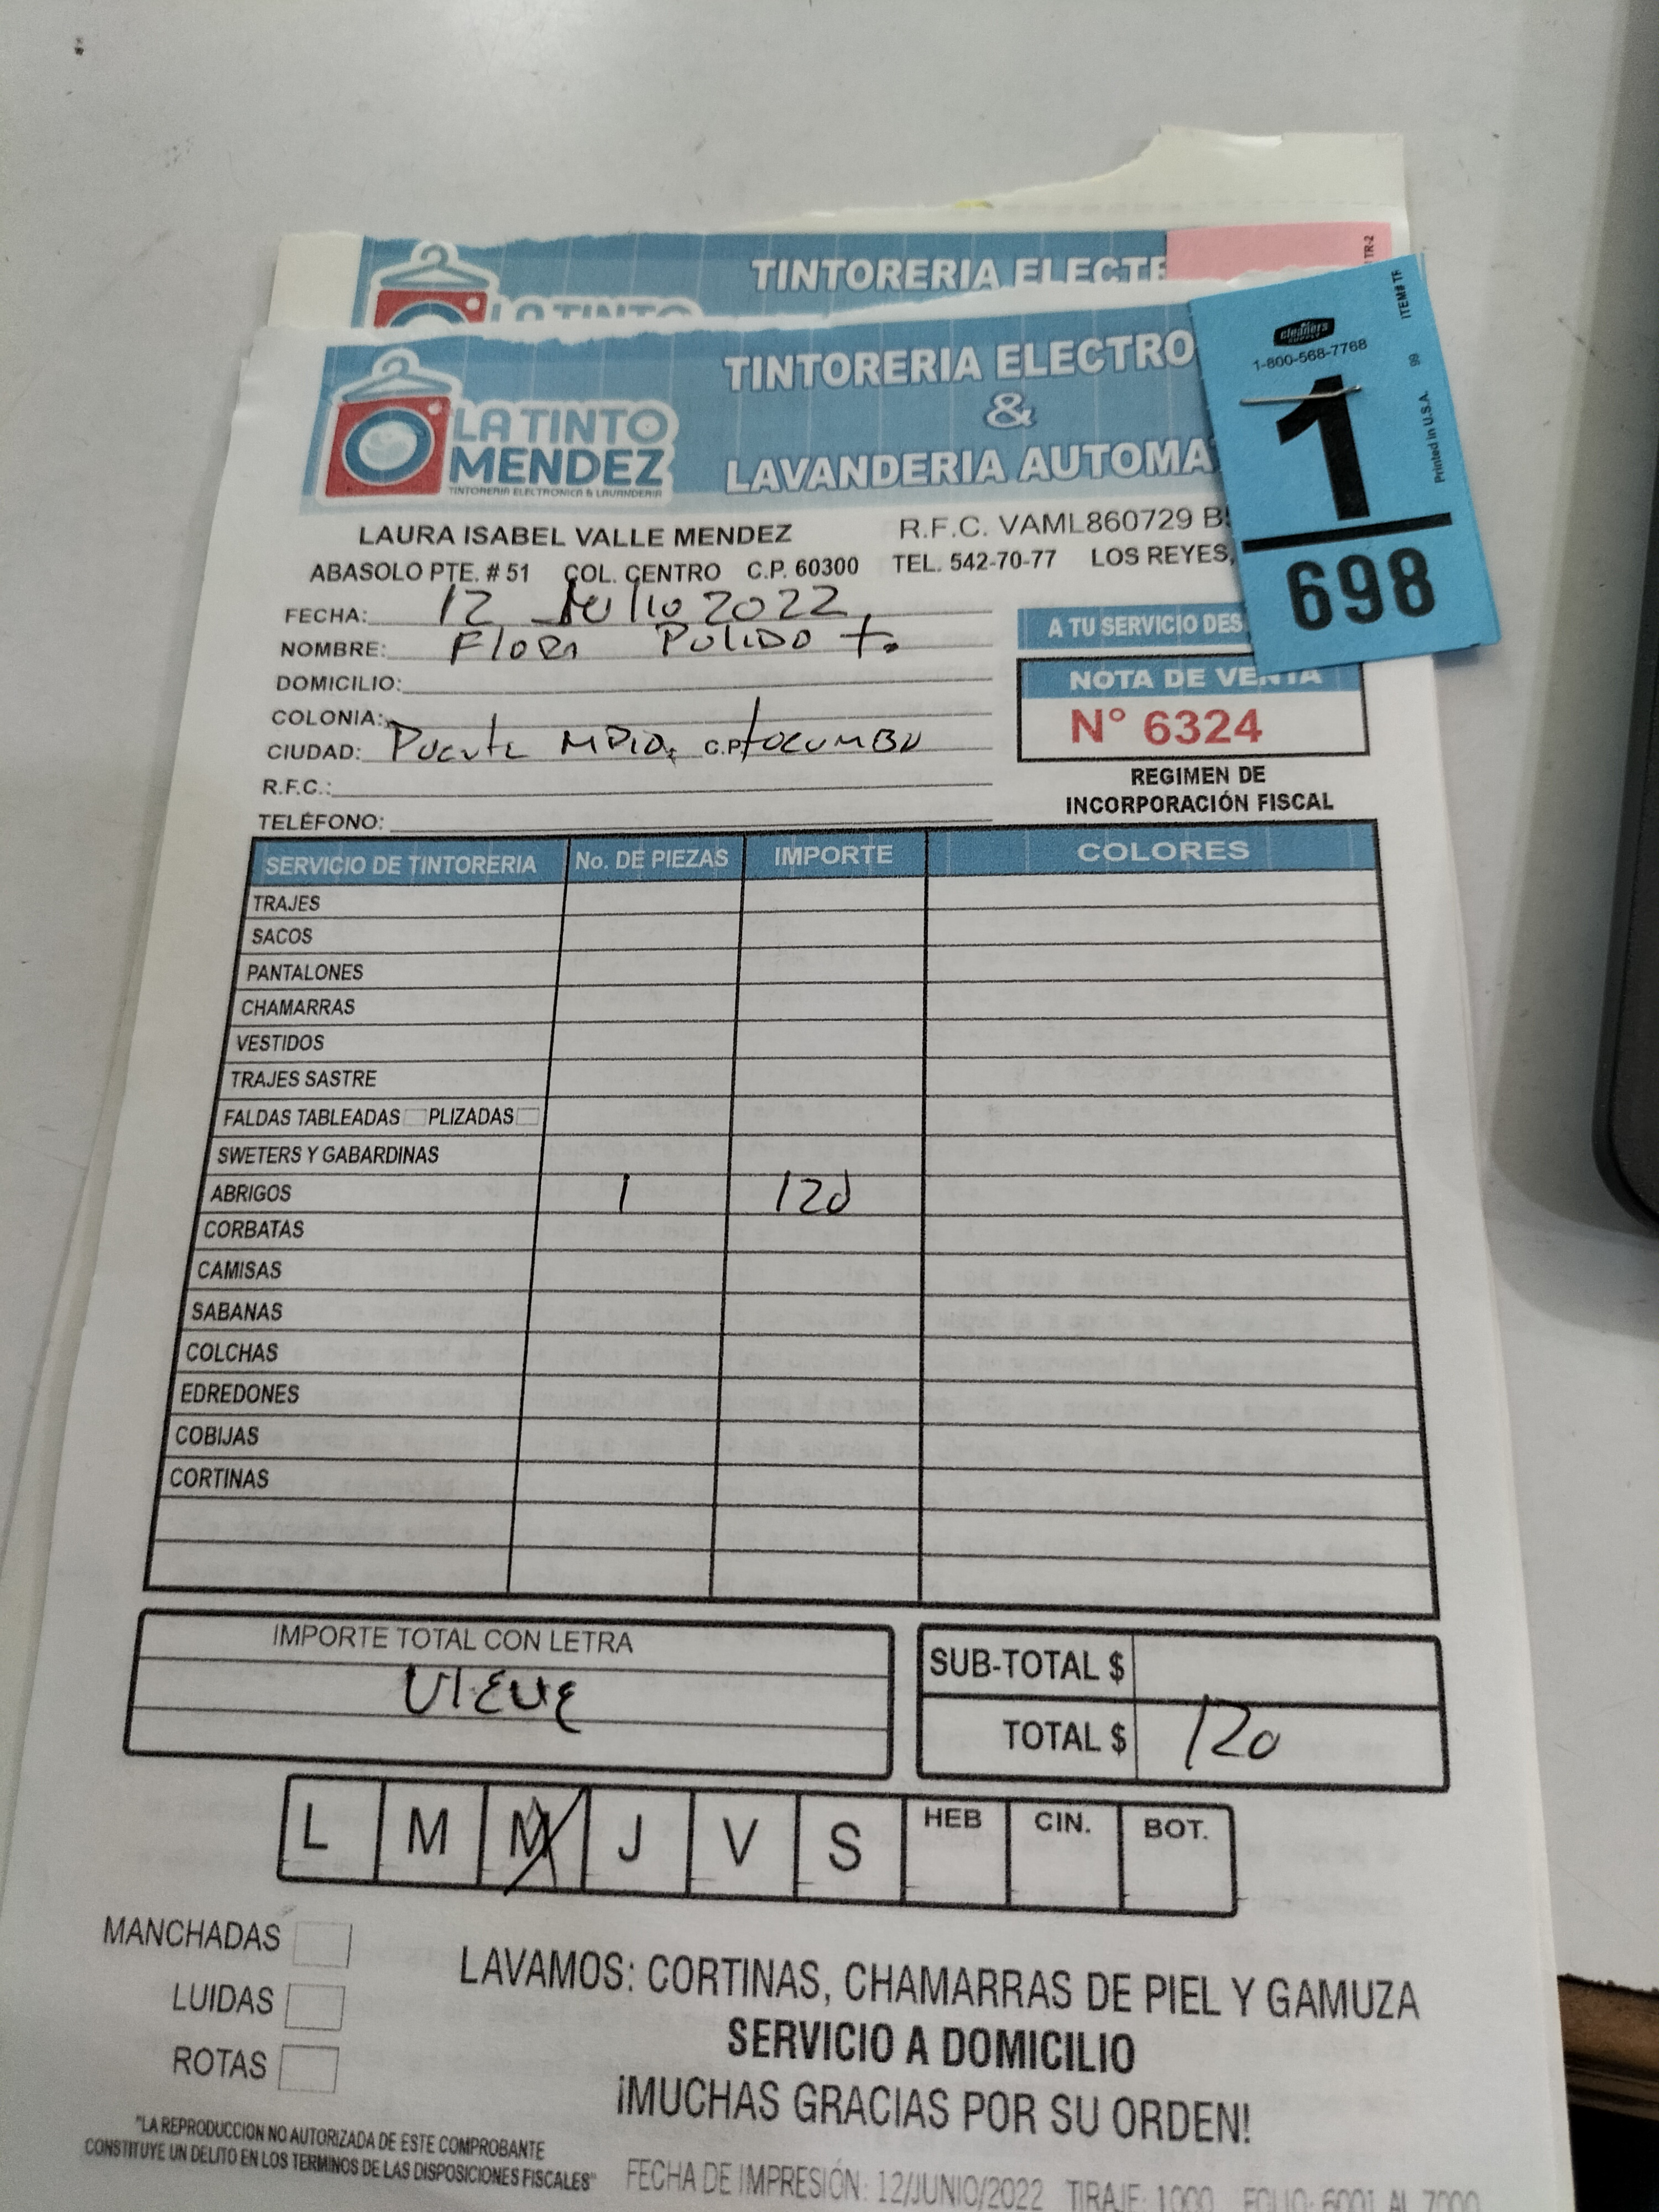 TINTORERIA ELECTR
LA TINTO
TR-2
TINTORERIA ELECTRO
&
LAVANDERIA AUTOMA
LA TINTO
MENDEZ
TINTORERIA ELECTRONICA & LAVANDERIA
cleaners
SUPPLY
1-800-568-7768
1
698
ITEM# TF
99
Printed in U.S.A.
LAURA ISABEL VALLE MENDEZ R.F.C. VAML860729 B
ABASOLO PTE. # 51 COL. CENTRO C.P. 60300 TEL. 542-70-77 LOS REYES,
FECHA: 12 Julio 2022
NOMBRE: Flora PULIDO T.
DOMICILIO:
COLONIA:
CIUDAD: C.P. tocumbo
R.F.C.:
TELÉFONO:
A TU SERVICIO DES
NOTA DE VENTA
N° 6324
REGIMEN DE
INCORPORACIÓN FISCAL
SERVICIO DE TINTORERIA No. DE PIEZAS IMPORTE COLORES
TRAJES
SACOS
PANTALONES
CHAMARRAS
VESTIDOS
TRAJES SASTRE
FALDAS TABLEADAS PLIZADAS
SWETERS Y GABARDINAS
ABRIGOS 1 120
CORBATAS
CAMISAS
SABANAS
COLCHAS
EDREDONES
COBIJAS
CORTINAS
IMPORTE TOTAL CON LETRA
viene
SUB-TOTAL $
TOTAL $ 120
L M M J V S HEB CIN. BOT.
MANCHADAS
LUIDAS
ROTAS
LAVAMOS: CORTINAS, CHAMARRAS DE PIEL Y GAMUZA
SERVICIO A DOMICILIO
¡MUCHAS GRACIAS POR SU ORDEN!
"LA REPRODUCCION NO AUTORIZADA DE ESTE COMPROBANTE
CONSTITUYE UN DELITO EN LOS TERMINOS DE LAS DISPOSICIONES FISCALES"
FECHA DE IMPRESIÓN: 12/JUNIO/2022 TIRAJE: 1000 FOLIO: 6001 AL 7000